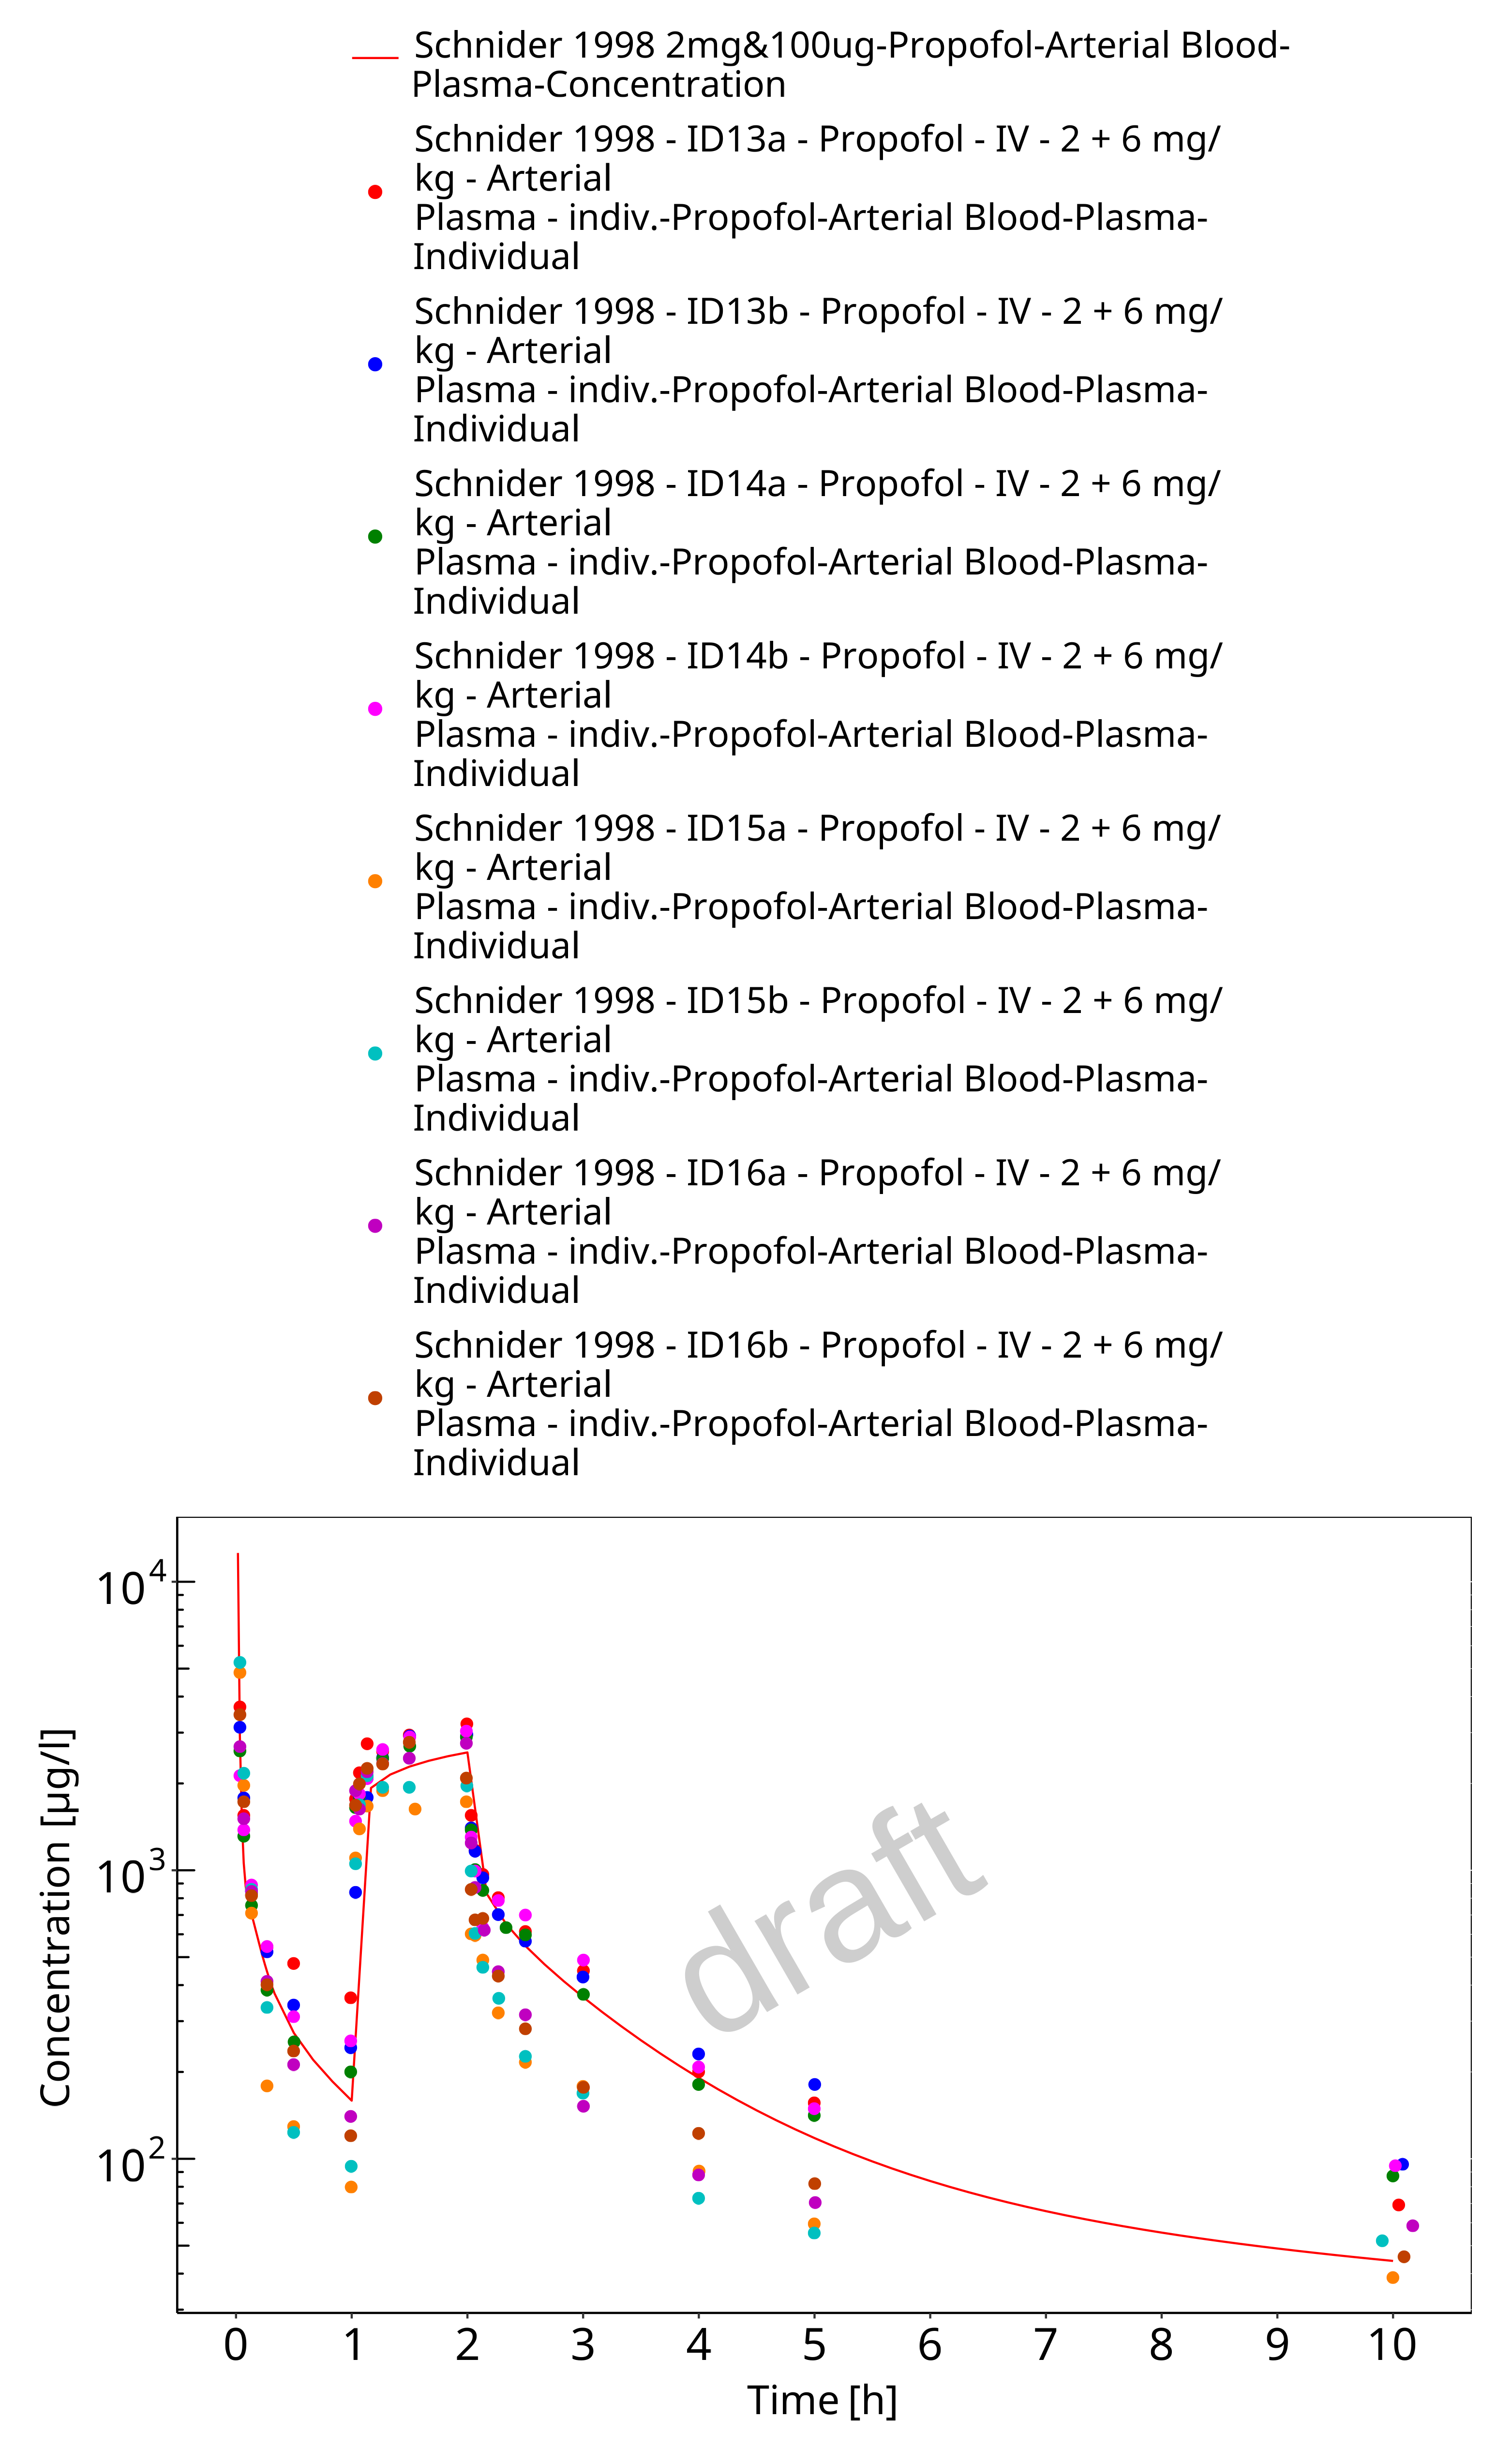 Schnider 1998 2mg&100ug-Propofol-Arterial Blood-
Plasma-Concentration
Schnider 1998 - ID13a - Propofol - IV - 2 + 6 mg/
kg - Arterial
Plasma - indiv.-Propofol-Arterial Blood-Plasma-
Individual
Schnider 1998 - ID13b - Propofol - IV - 2 + 6 mg/
kg - Arterial
Plasma - indiv.-Propofol-Arterial Blood-Plasma-
Individual
Schnider 1998 - ID14a - Propofol - IV - 2 + 6 mg/
kg - Arterial
Plasma - indiv.-Propofol-Arterial Blood-Plasma-
Individual
Schnider 1998 - ID14b - Propofol - IV - 2 + 6 mg/
kg - Arterial
Plasma - indiv.-Propofol-Arterial Blood-Plasma-
Individual
Schnider 1998 - ID15a - Propofol - IV - 2 + 6 mg/
kg - Arterial
Plasma - indiv.-Propofol-Arterial Blood-Plasma-
Individual
Schnider 1998 - ID15b - Propofol - IV - 2 + 6 mg/
kg - Arterial
Plasma - indiv.-Propofol-Arterial Blood-Plasma-
Individual
Schnider 1998 - ID16a - Propofol - IV - 2 + 6 mg/
kg - Arterial
Plasma - indiv.-Propofol-Arterial Blood-Plasma-
Individual
Schnider 1998 - ID16b - Propofol - IV - 2 + 6 mg/
kg - Arterial
Plasma - indiv.-Propofol-Arterial Blood-Plasma-
Individual
Concentration [µg/l]
10^4
10^3
10^2
draft
0 1 2 3 4 5 6 7 8 9 10
Time [h]